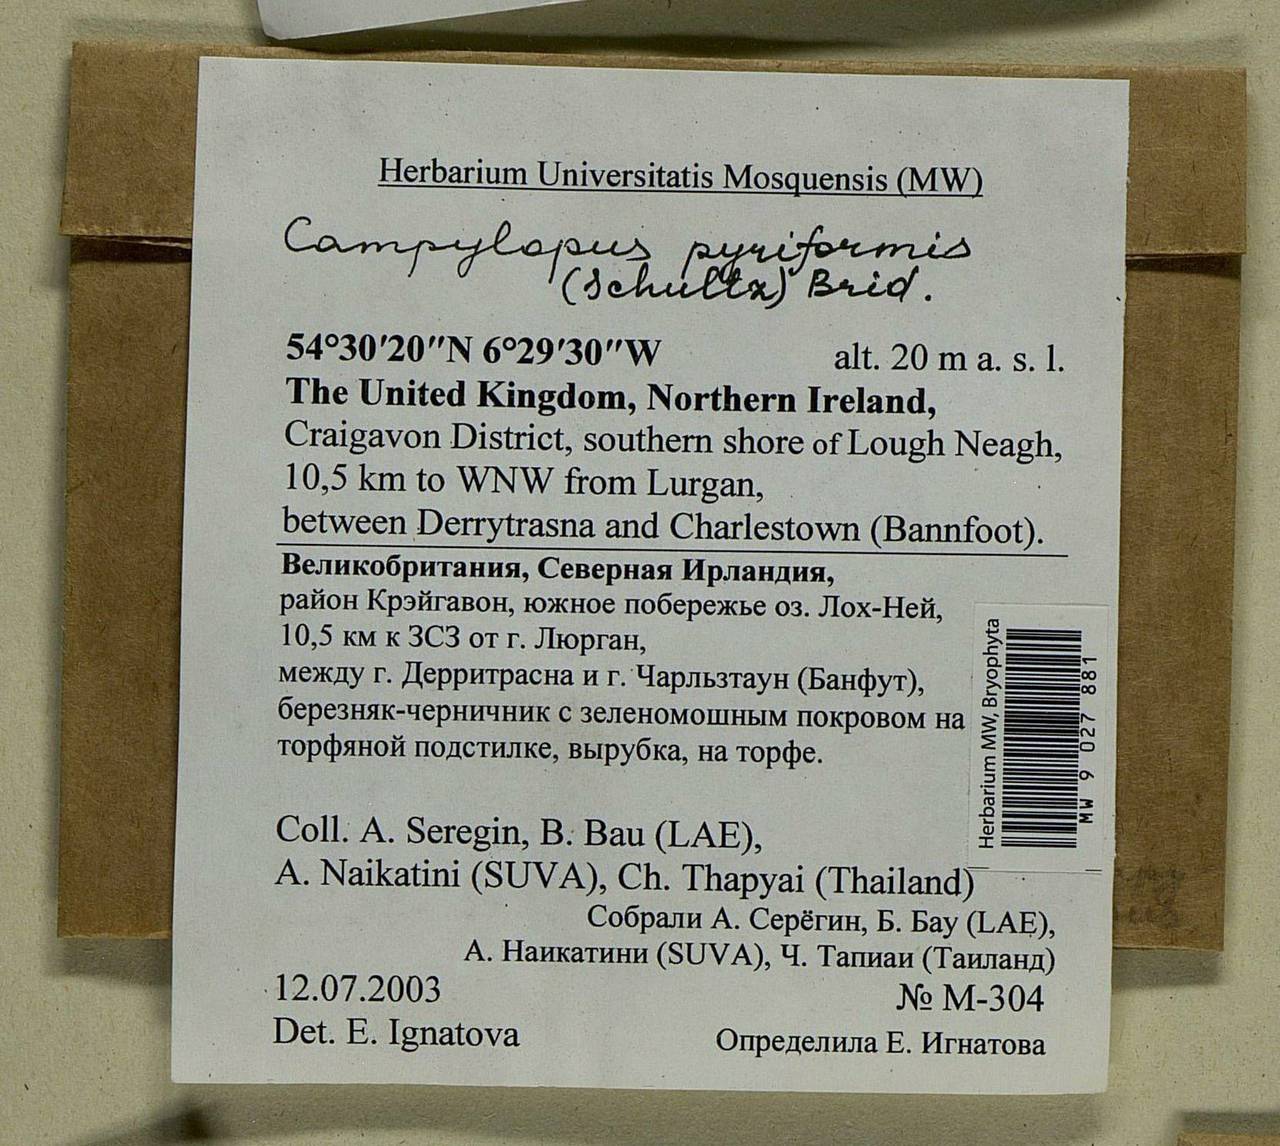 Herbarium Universitatis Mosquensis (MW)
Campylopus pyriformis
(Schultz) Brid.
54°30′20″N 6°29′30″W alt. 20 m a. s. l.
The United Kingdom, Northern Ireland,
Craigavon District, southern shore of Lough Neagh,
10,5 km to WNW from Lurgan,
between Derrytrasna and Charlestown (Bannfoot).
Великобритания, Северная Ирландия,
район Крэйгавон, южное побережье оз. Лох-Ней,
10,5 км к ЗСЗ от г. Люрган,
между г. Дерритрасна и г. Чарльзтаун (Банфут),
березняк-черничник с зеленомошным покровом на
торфяной подстилке, вырубка, на торфе.
Herbarium MW, Bryophyta
MW 9 027 881
Coll. A. Seregin, B. Bau (LAE),
A. Naikatini (SUVA), Ch. Thapyai (Thailand)
Собрали А. Серёгин, Б. Бау (LAE),
А. Наикатини (SUVA), Ч. Тапиаи (Таиланд)
12.07.2003 № M-304
Det. E. Ignatova Определила Е. Игнатова